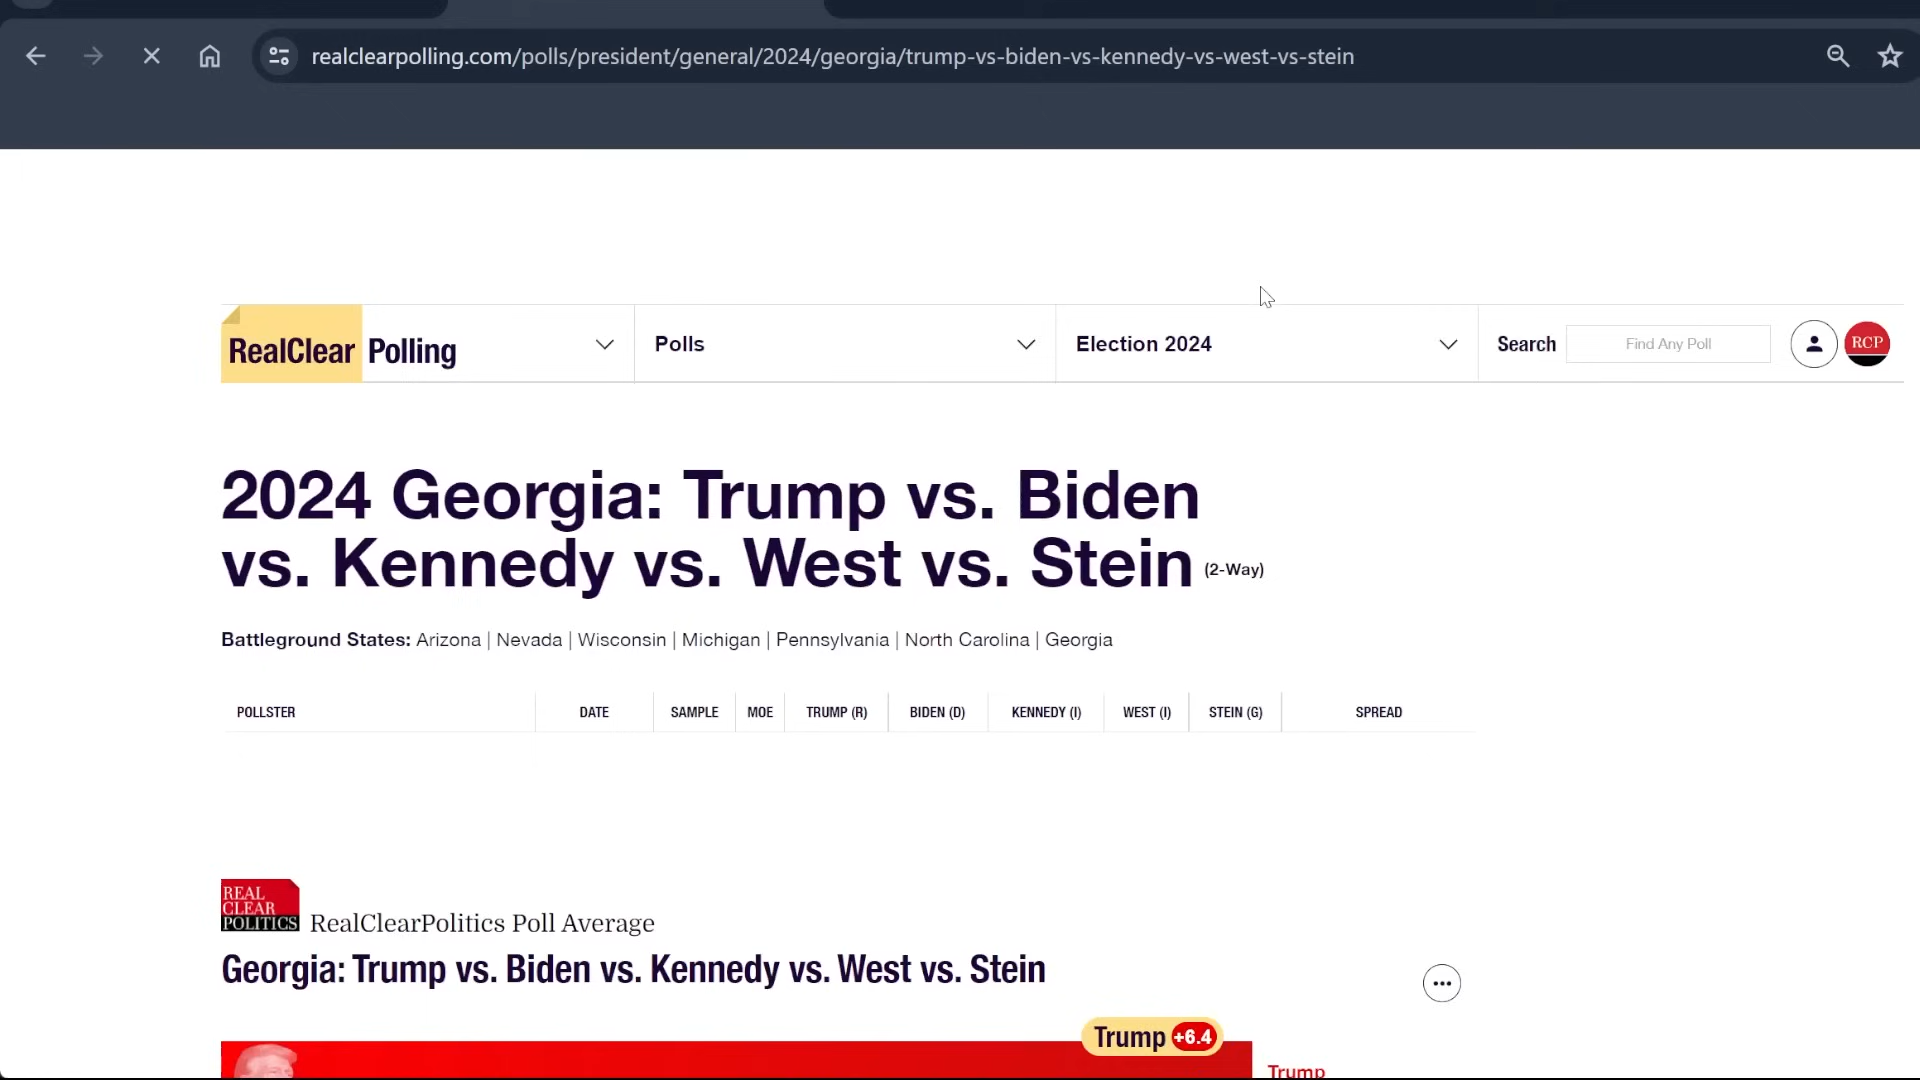 realclearpolling.com/polls/president/general/2024/georgia/trump-vs-biden-vs-kennedy-vs-west-vs-stein
RealClear Polling
Polls
Election 2024
Search
Find Any Poll
RCP
2024 Georgia: Trump vs. Biden
vs. Kennedy vs. West vs. Stein (2-Way)
Battleground States: Arizona | Nevada | Wisconsin | Michigan | Pennsylvania | North Carolina | Georgia
POLLSTER DATE SAMPLE MOE TRUMP (R) BIDEN (D) KENNEDY (I) WEST (I) STEIN (G) SPREAD
REAL
CLEAR
POLITICS
RealClearPolitics Poll Average
Georgia: Trump vs. Biden vs. Kennedy vs. West vs. Stein
Trump +6.4
Trump